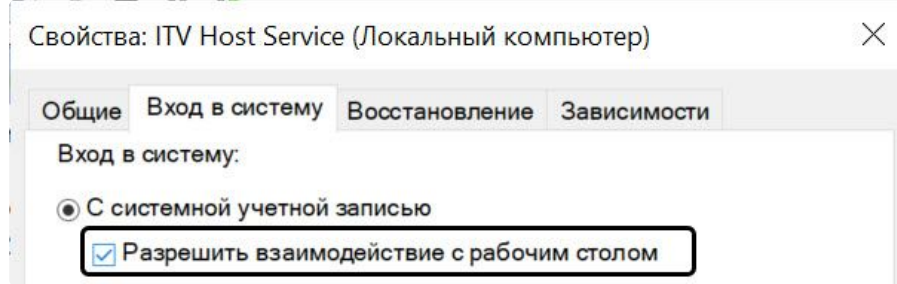 Свойства: ITV Host Service (Локальный компьютер)
Общие Вход в систему Восстановление Зависимости
Вход в систему:
С системной учетной записью
Разрешить взаимодействие с рабочим столом